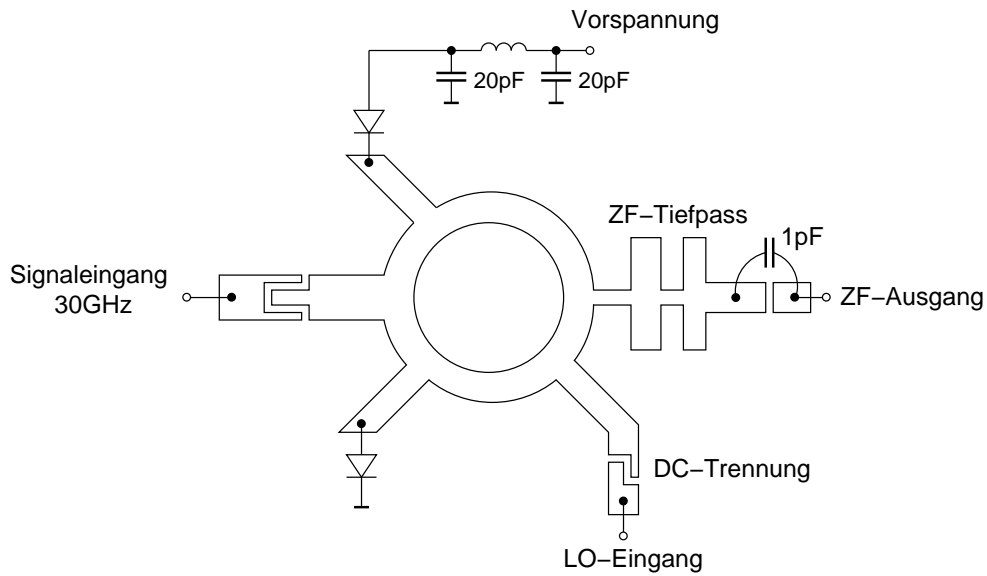 Vorspannung
20pF
20pF
ZF−Tiefpass
1pF
Signaleingang
30GHz
ZF−Ausgang
DC−Trennung
LO−Eingang